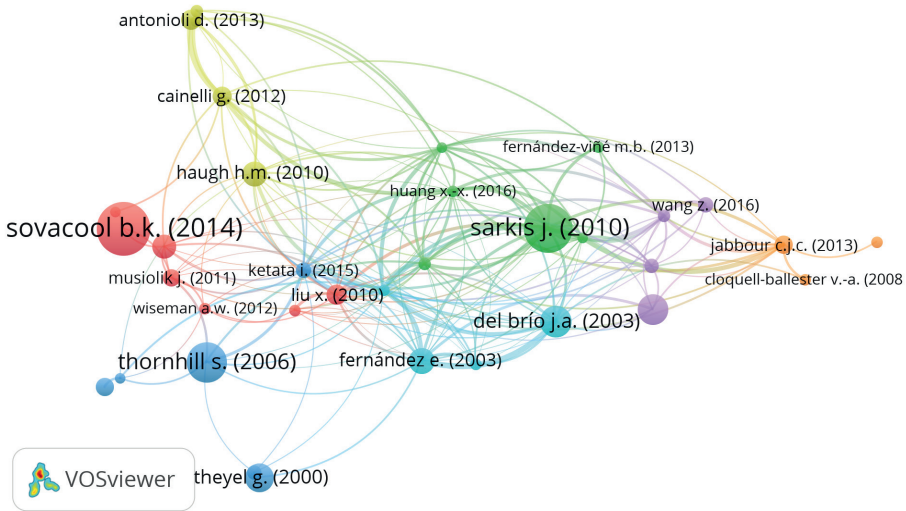 antonioli d. (2013)
cainelli g. (2012)
fernández-viñé m.b. (2013)
haugh h.m. (2010)
huang x.-x. (2016)
wang z. (2016)
sovacool b.k. (2014)
sarkis j. (2010)
jabbour c.j.c. (2013)
musiolik j. (2011)
ketata i. (2015)
cloquell-ballester v.-a. (2008
liu x. (2010)
wiseman a.w. (2012)
del brío j.a. (2003)
thornhill s. (2006)
fernández e. (2003)
theyel g. (2000)
VOSviewer